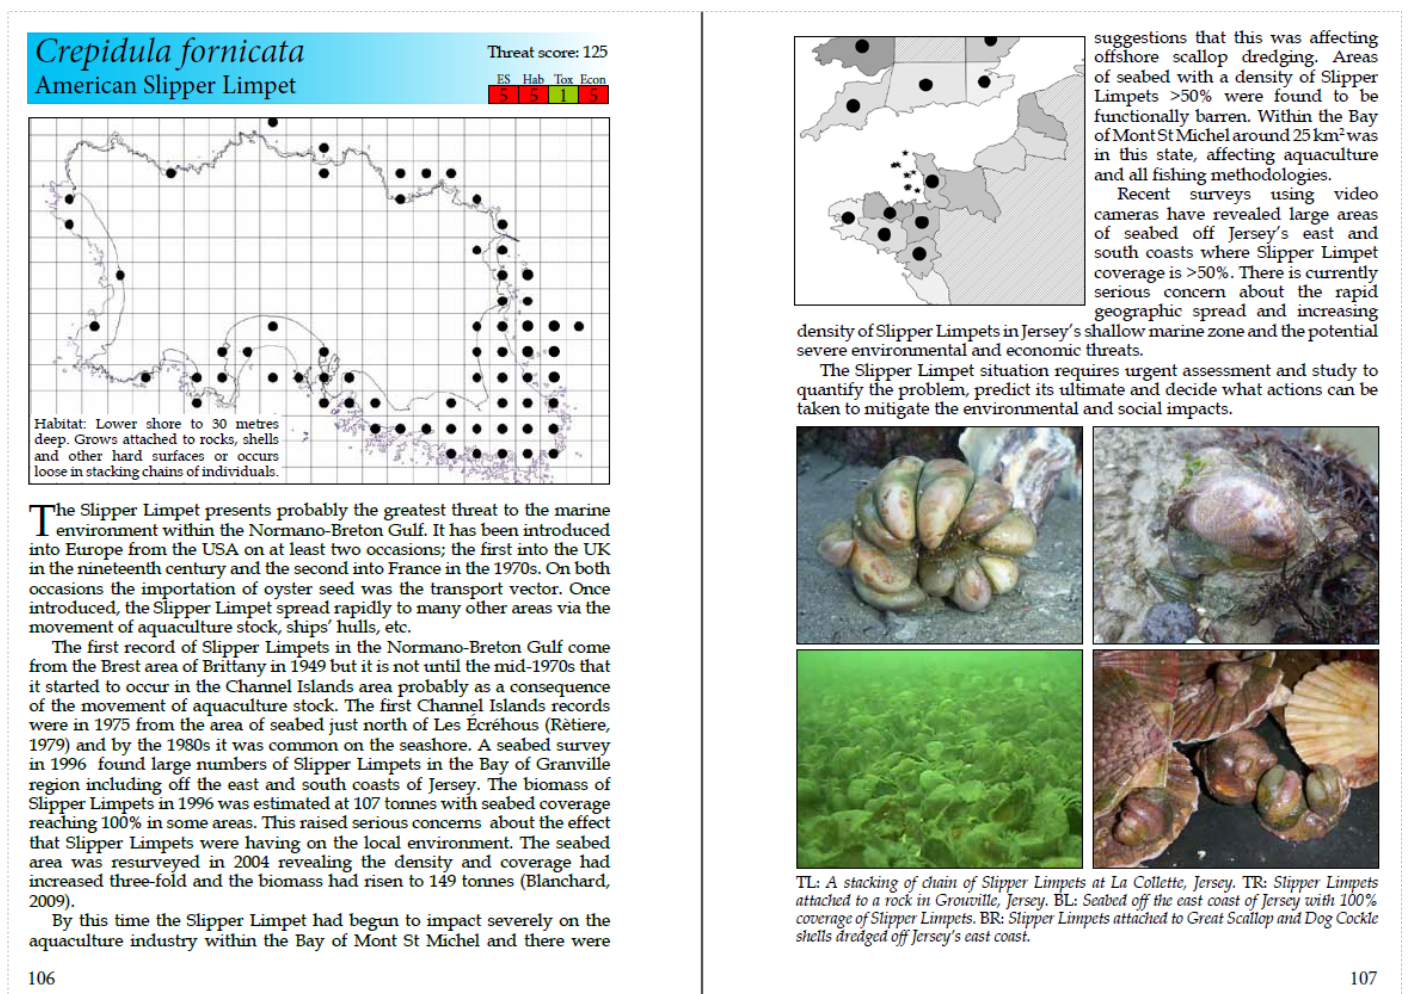 Crepidula fornicata
American Slipper Limpet
Threat score: 125
ES Hab Tox Econ
5 5 1 5
Habitat: Lower shore to 30 metres
deep. Grows attached to rocks, shells
and other hard surfaces or occurs
loose in stacking chains of individuals.
The Slipper Limpet presents probably the greatest threat to the marine
environment within the Normano-Breton Gulf. It has been introduced
into Europe from the USA on at least two occasions; the first into the UK
in the nineteenth century and the second into France in the 1970s. On both
occasions the importation of oyster seed was the transport vector. Once
introduced, the Slipper Limpet spread rapidly to many other areas via the
movement of aquaculture stock, ships' hulls, etc.
The first record of Slipper Limpets in the Normano-Breton Gulf come
from the Brest area of Brittany in 1949 but it is not until the mid-1970s that
it started to occur in the Channel Islands area probably as a consequence
of the movement of aquaculture stock. The first Channel Islands records
were in 1975 from the area of seabed just north of Les Écréhous (Rètiere,
1979) and by the 1980s it was common on the seashore. A seabed survey
in 1996 found large numbers of Slipper Limpets in the Bay of Granville
region including off the east and south coasts of Jersey. The biomass of
Slipper Limpets in 1996 was estimated at 107 tonnes with seabed coverage
reaching 100% in some areas. This raised serious concerns about the effect
that Slipper Limpets were having on the local environment. The seabed
area was resurveyed in 2004 revealing the density and coverage had
increased three-fold and the biomass had risen to 149 tonnes (Blanchard,
2009).
By this time the Slipper Limpet had begun to impact severely on the
aquaculture industry within the Bay of Mont St Michel and there were
106
suggestions that this was affecting
offshore scallop dredging. Areas
of seabed with a density of Slipper
Limpets >50% were found to be
functionally barren. Within the Bay
of Mont St Michel around 25 km² was
in this state, affecting aquaculture
and all fishing methodologies.
Recent surveys using video
cameras have revealed large areas
of seabed off Jersey's east and
south coasts where Slipper Limpet
coverage is >50%. There is currently
serious concern about the rapid
geographic spread and increasing
density of Slipper Limpets in Jersey's shallow marine zone and the potential
severe environmental and economic threats.
The Slipper Limpet situation requires urgent assessment and study to
quantify the problem, predict its ultimate and decide what actions can be
taken to mitigate the environmental and social impacts.
TL: A stacking of chain of Slipper Limpets at La Collette, Jersey. TR: Slipper Limpets
attached to a rock in Grouville, Jersey. BL: Seabed off the east coast of Jersey with 100%
coverage of Slipper Limpets. BR: Slipper Limpets attached to Great Scallop and Dog Cockle
shells dredged off Jersey's east coast.
107